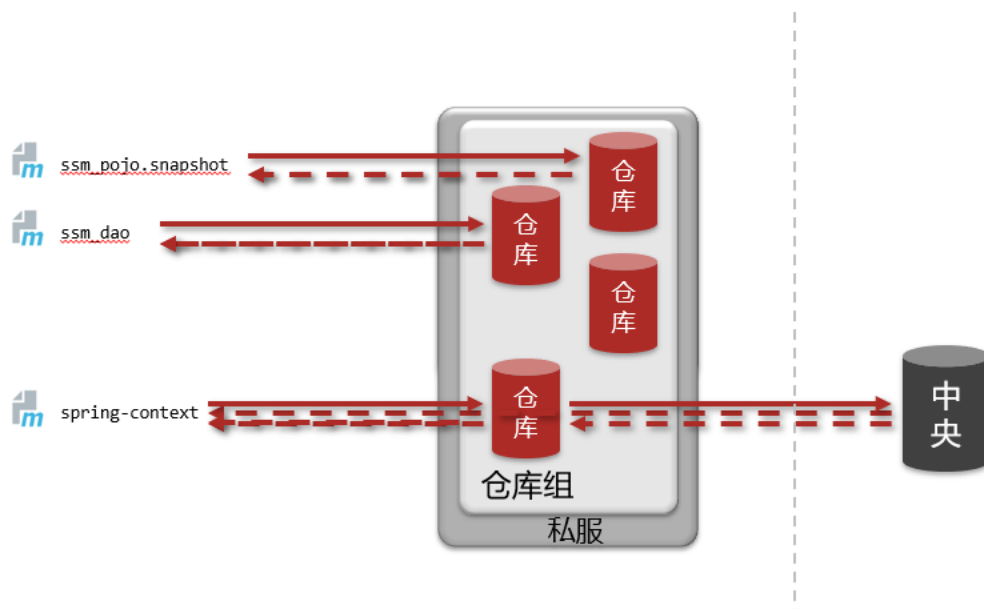 m ssm_pojo.snapshot
仓
库
m ssm_dao
仓
库
仓
库
m spring-context
仓
库
中
央
仓库组
私服